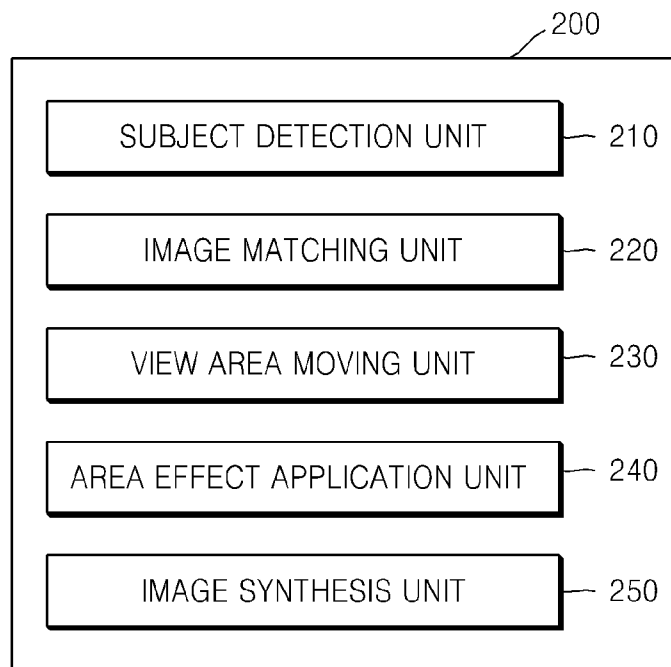 200
SUBJECT DETECTION UNIT 210
IMAGE MATCHING UNIT 220
VIEW AREA MOVING UNIT 230
AREA EFFECT APPLICATION UNIT 240
IMAGE SYNTHESIS UNIT 250